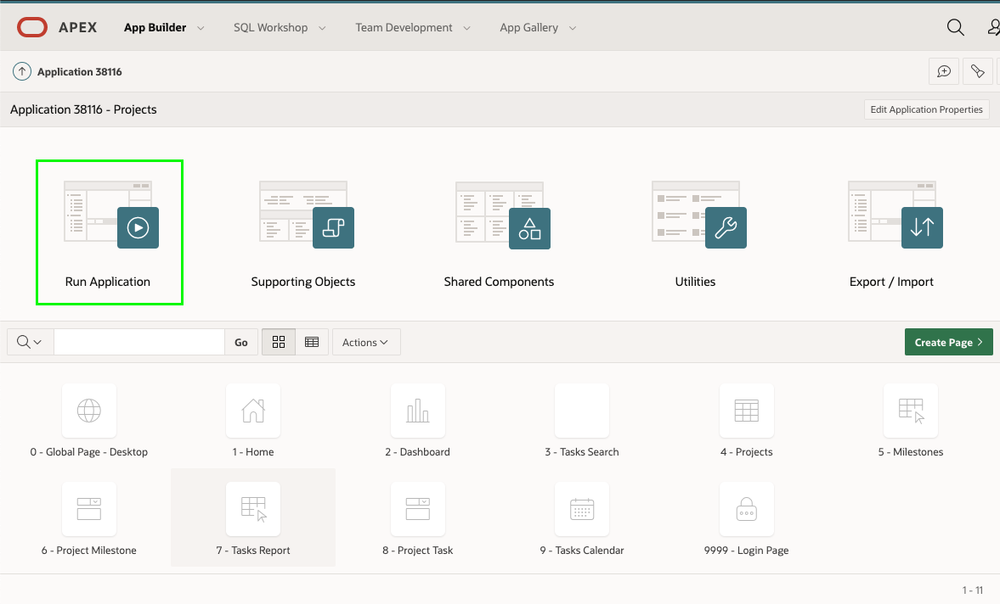 APEX App Builder SQL Workshop Team Development App Gallery
Application 38116
Application 38116 - Projects Edit Application Properties
Run Application Supporting Objects Shared Components Utilities Export / Import
Go Actions Create Page
0 - Global Page - Desktop 1 - Home 2 - Dashboard 3 - Tasks Search 4 - Projects 5 - Milestones
6 - Project Milestone 7 - Tasks Report 8 - Project Task 9 - Tasks Calendar 9999 - Login Page
1 - 11